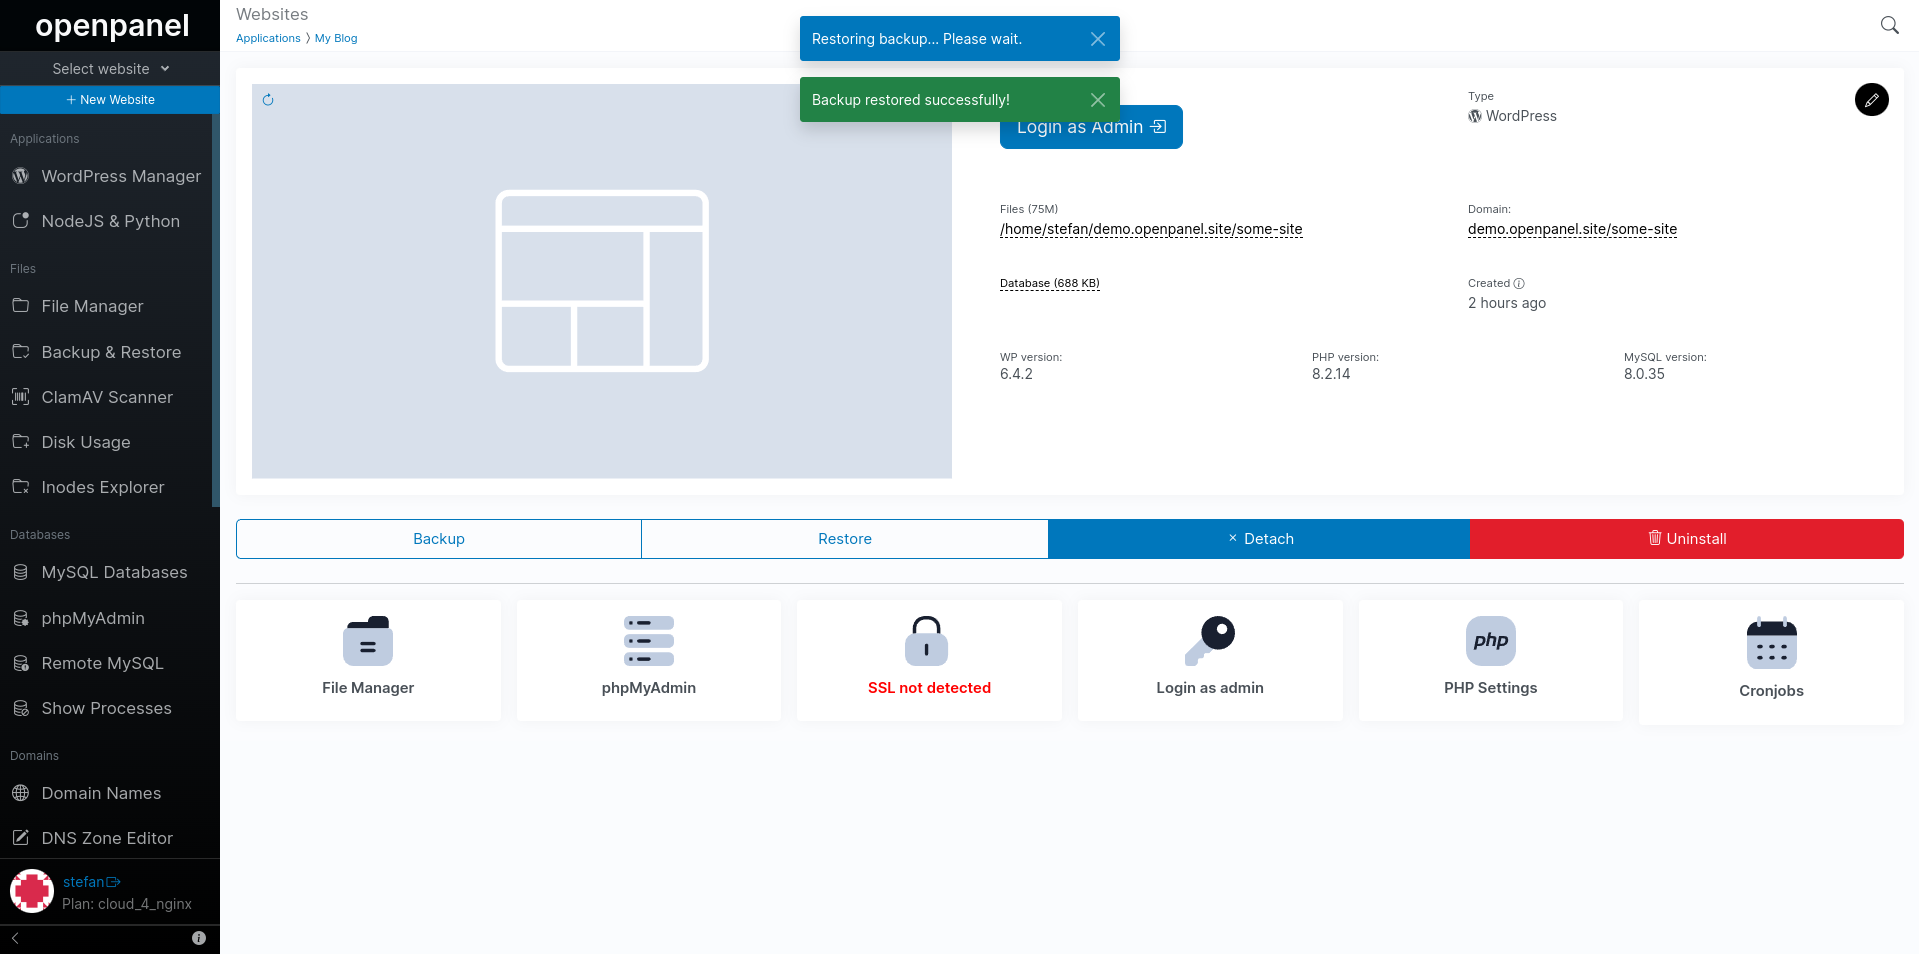 openpanel
Select website
+ New Website
Applications
WordPress Manager
NodeJS & Python
Files
File Manager
Backup & Restore
ClamAV Scanner
Disk Usage
Inodes Explorer
Databases
MySQL Databases
phpMyAdmin
Remote MySQL
Show Processes
Domains
Domain Names
DNS Zone Editor
stefan
Plan: cloud_4_nginx
Websites
Applications
My Blog
Restoring backup... Please wait.
Backup restored successfully!
Login as Admin
Type
WordPress
Files (75M)
/home/stefan/demo.openpanel.site/some-site
Domain:
demo.openpanel.site/some-site
Database (688 KB)
Created
2 hours ago
WP version:
6.4.2
PHP version:
8.2.14
MySQL version:
8.0.35
Backup
Restore
× Detach
Uninstall
File Manager
phpMyAdmin
SSL not detected
Login as admin
php
PHP Settings
Cronjobs